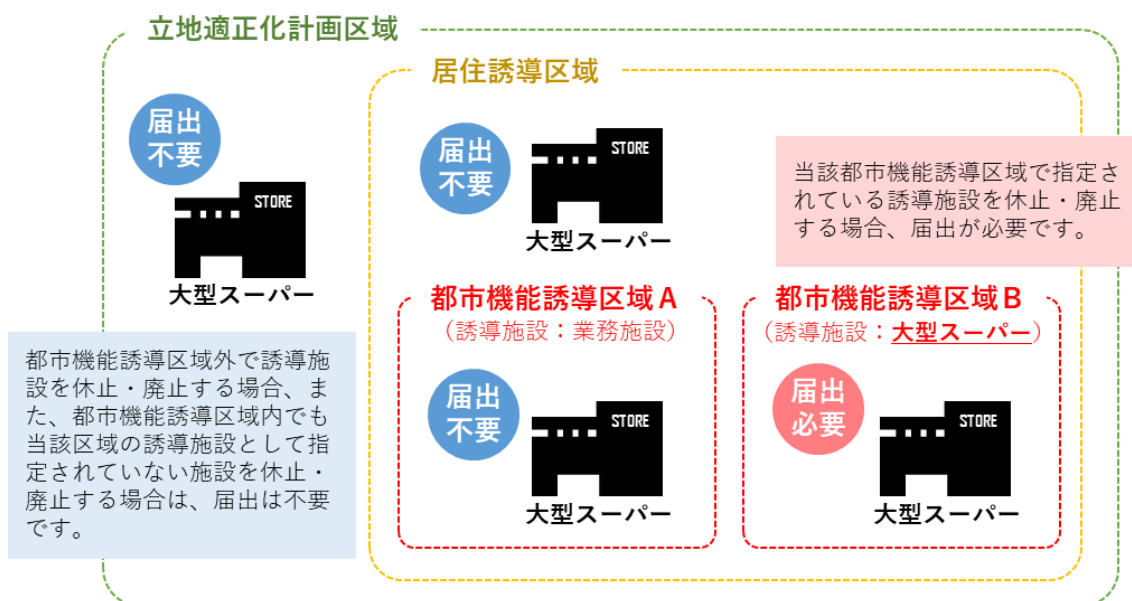 立地適正化計画区域
居住誘導区域
届出
不要
STORE
大型スーパー
届出
不要
STORE
大型スーパー
当該都市機能誘導区域で指定さ
れている誘導施設を休止・廃止
する場合、届出が必要です。
都市機能誘導区域外で誘導施
設を休止・廃止する場合、ま
た、都市機能誘導区域内でも
当該区域の誘導施設として指
定されていない施設を休止・
廃止する場合は、届出は不要
です。
都市機能誘導区域A
（誘導施設：業務施設）
届出
不要
STORE
大型スーパー
都市機能誘導区域B
（誘導施設：大型スーパー）
届出
必要
STORE
大型スーパー